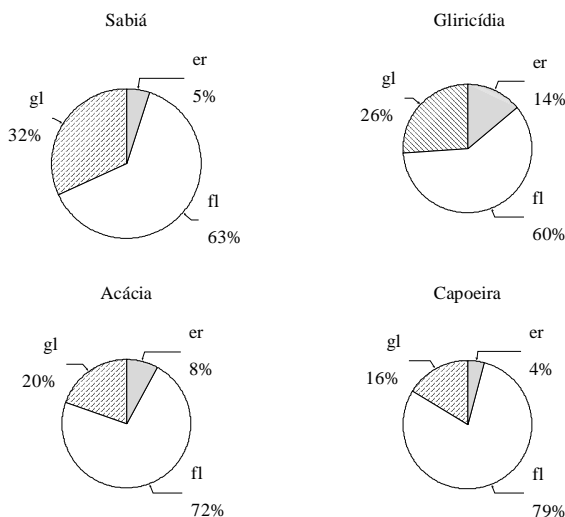 Sabiá
er
5%
gl
32%
fl
63%
Gliricídia
er
14%
gl
26%
fl
60%
Acácia
er
8%
gl
20%
fl
72%
Capoeira
er
4%
gl
16%
fl
79%